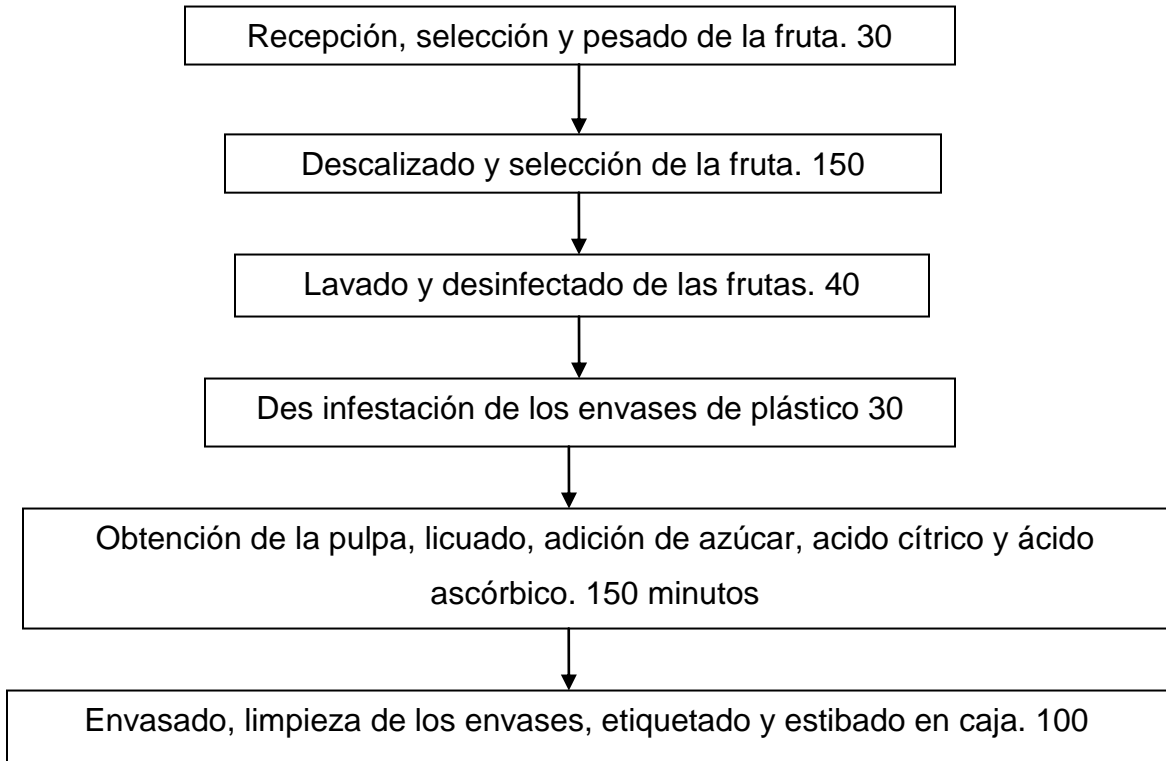 Recepción, selección y pesado de la fruta. 30
Descalizado y selección de la fruta. 150
Lavado y desinfectado de las frutas. 40
Des infestación de los envases de plástico 30
Obtención de la pulpa, licuado, adición de azúcar, acido cítrico y ácido
ascórbico. 150 minutos
Envasado, limpieza de los envases, etiquetado y estibado en caja. 100